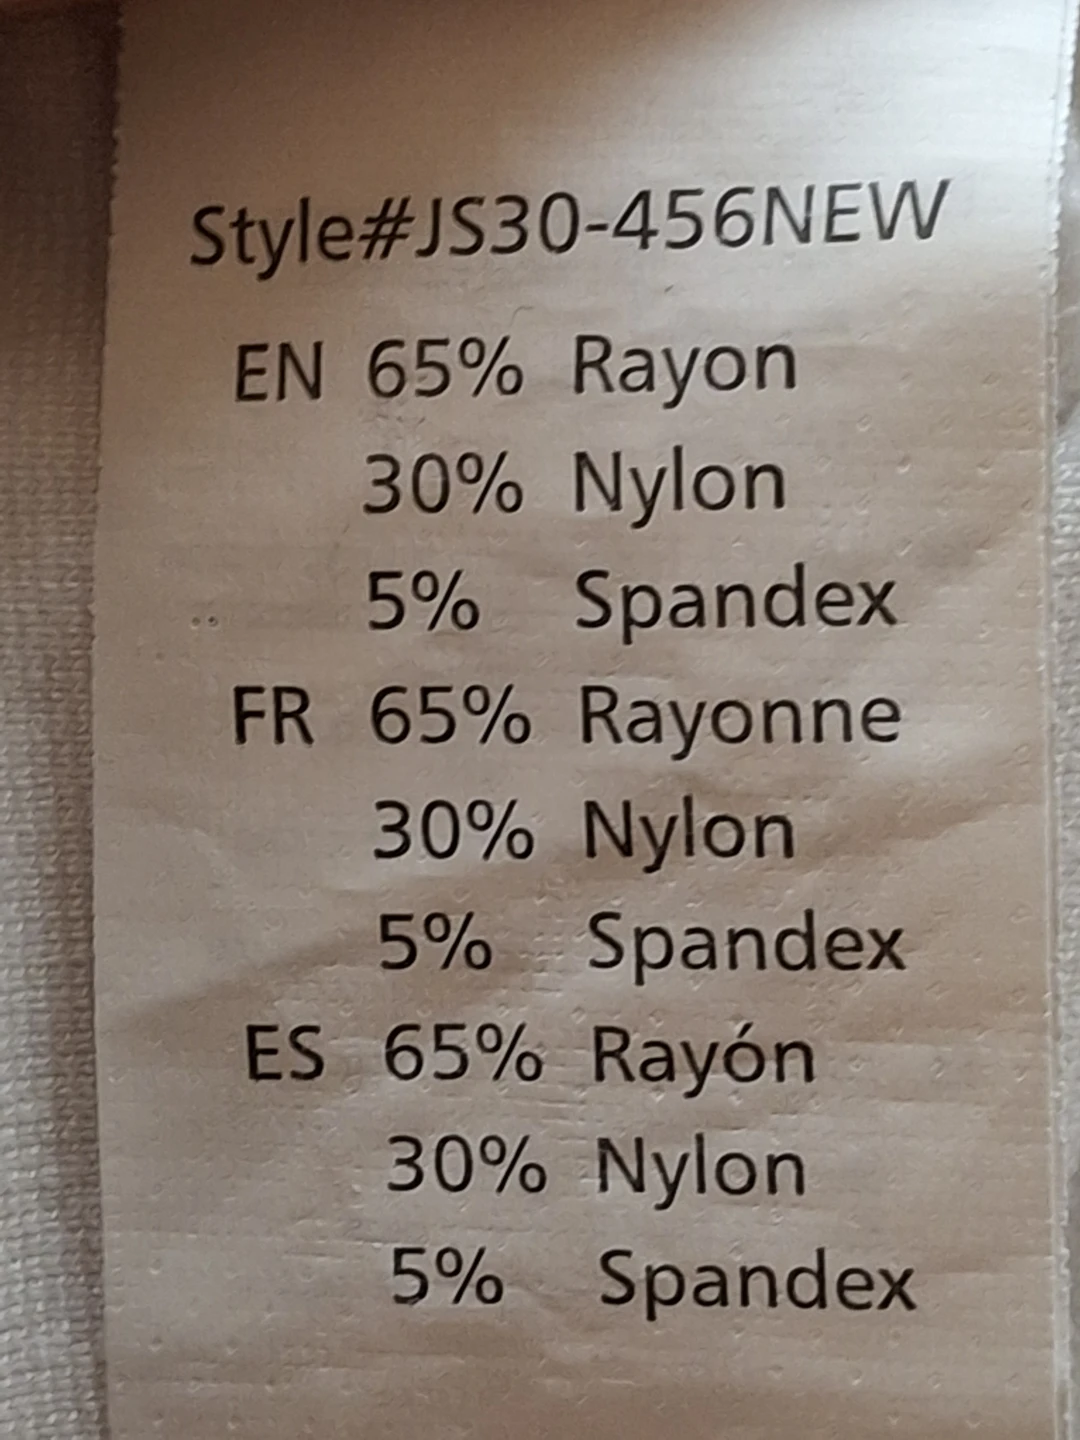 Style#JS30-456NEW
EN 65% Rayon
30% Nylon
5% Spandex
FR 65% Rayonne
30% Nylon
5% Spandex
ES 65% Rayón
30% Nylon
5% Spandex